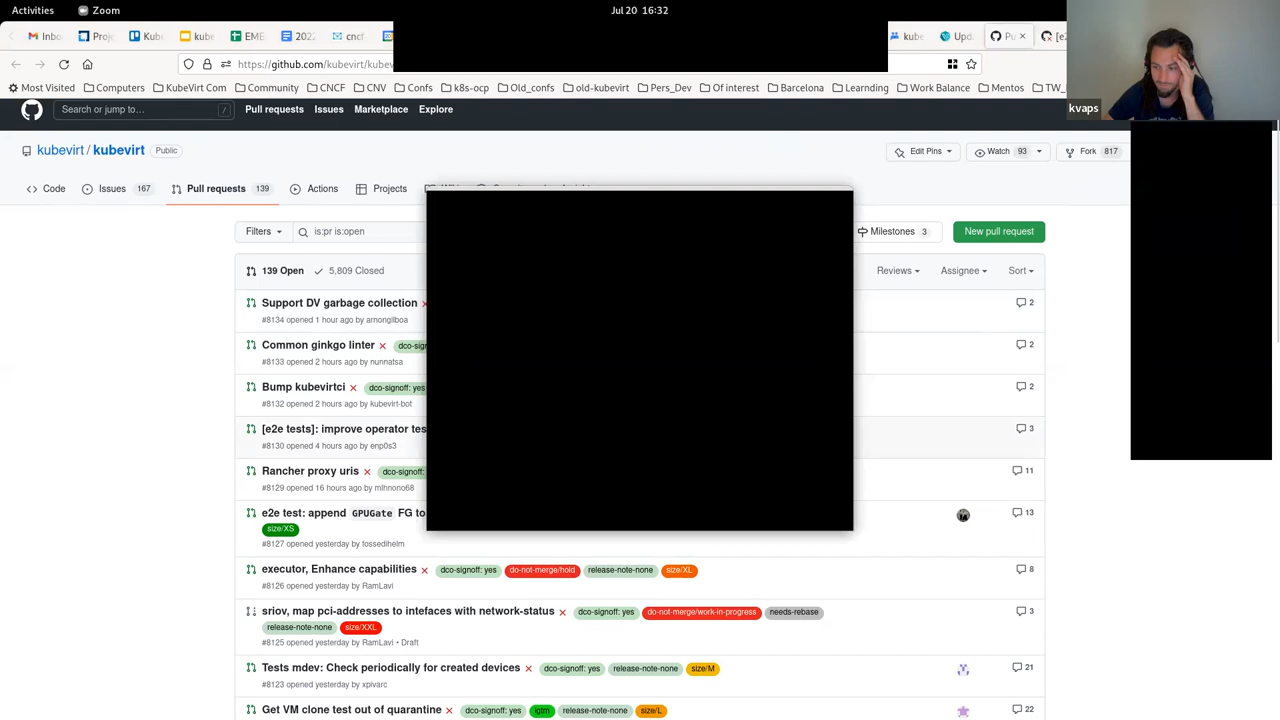 Activities Zoom Jul 20 16:32
Inbo Proj Kube kube EME 2022 cncf kube Upda Pu [e2
https://github.com/kubevirt/kubev
Most Visited Computers KubeVirt Com Community CNCF CNV Confs k8s-ocp Old_confs old-kubevirt Pers_Dev Of interest Barcelona Learnding Work Balance Mentos TW_
Search or jump to... / Pull requests Issues Marketplace Explore
kvaps
kubevirt / kubevirt Public Edit Pins Watch 93 Fork 817
Code Issues 167 Pull requests 139 Actions Projects
Filters is:pr is:open Milestones 3 New pull request
139 Open 5,809 Closed Reviews Assignee Sort
Support DV garbage collection 2
#8134 opened 1 hour ago by arnongilboa
Common ginkgo linter dco-sign 2
#8133 opened 2 hours ago by nunnatsa
Bump kubevirtci dco-signoff: yes 2
#8132 opened 2 hours ago by kubevirt-bot
[e2e tests]: improve operator tes 3
#8130 opened 4 hours ago by enp0s3
Rancher proxy uris dco-signoff: 11
#8129 opened 16 hours ago by mlhnono68
e2e test: append GPUGate FG to 13
size/XS
#8127 opened yesterday by fossedihelm
executor, Enhance capabilities dco-signoff: yes do-not-merge/hold release-note-none size/XL 8
#8126 opened yesterday by RamLavi
sriov, map pci-addresses to intefaces with network-status dco-signoff: yes do-not-merge/work-in-progress needs-rebase 3
release-note-none size/XXL
#8125 opened yesterday by RamLavi • Draft
Tests mdev: Check periodically for created devices dco-signoff: yes release-note-none size/M 21
#8123 opened yesterday by xpivarc
Get VM clone test out of quarantine dco-signoff: yes lgtm release-note-none size/L 22